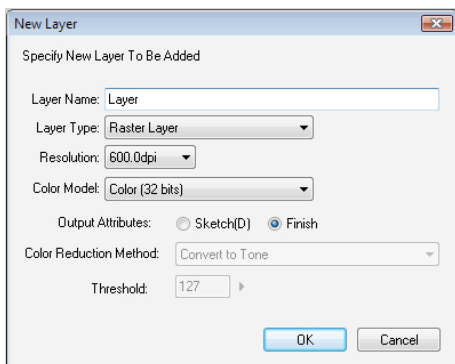 New Layer
Specify New Layer To Be Added
Layer Name: Layer
Layer Type: Raster Layer
Resolution: 600.0dpi
Color Model: Color (32 bits)
Output Attributes: Sketch(D) Finish
Color Reduction Method: Convert to Tone
Threshold: 127
OK Cancel